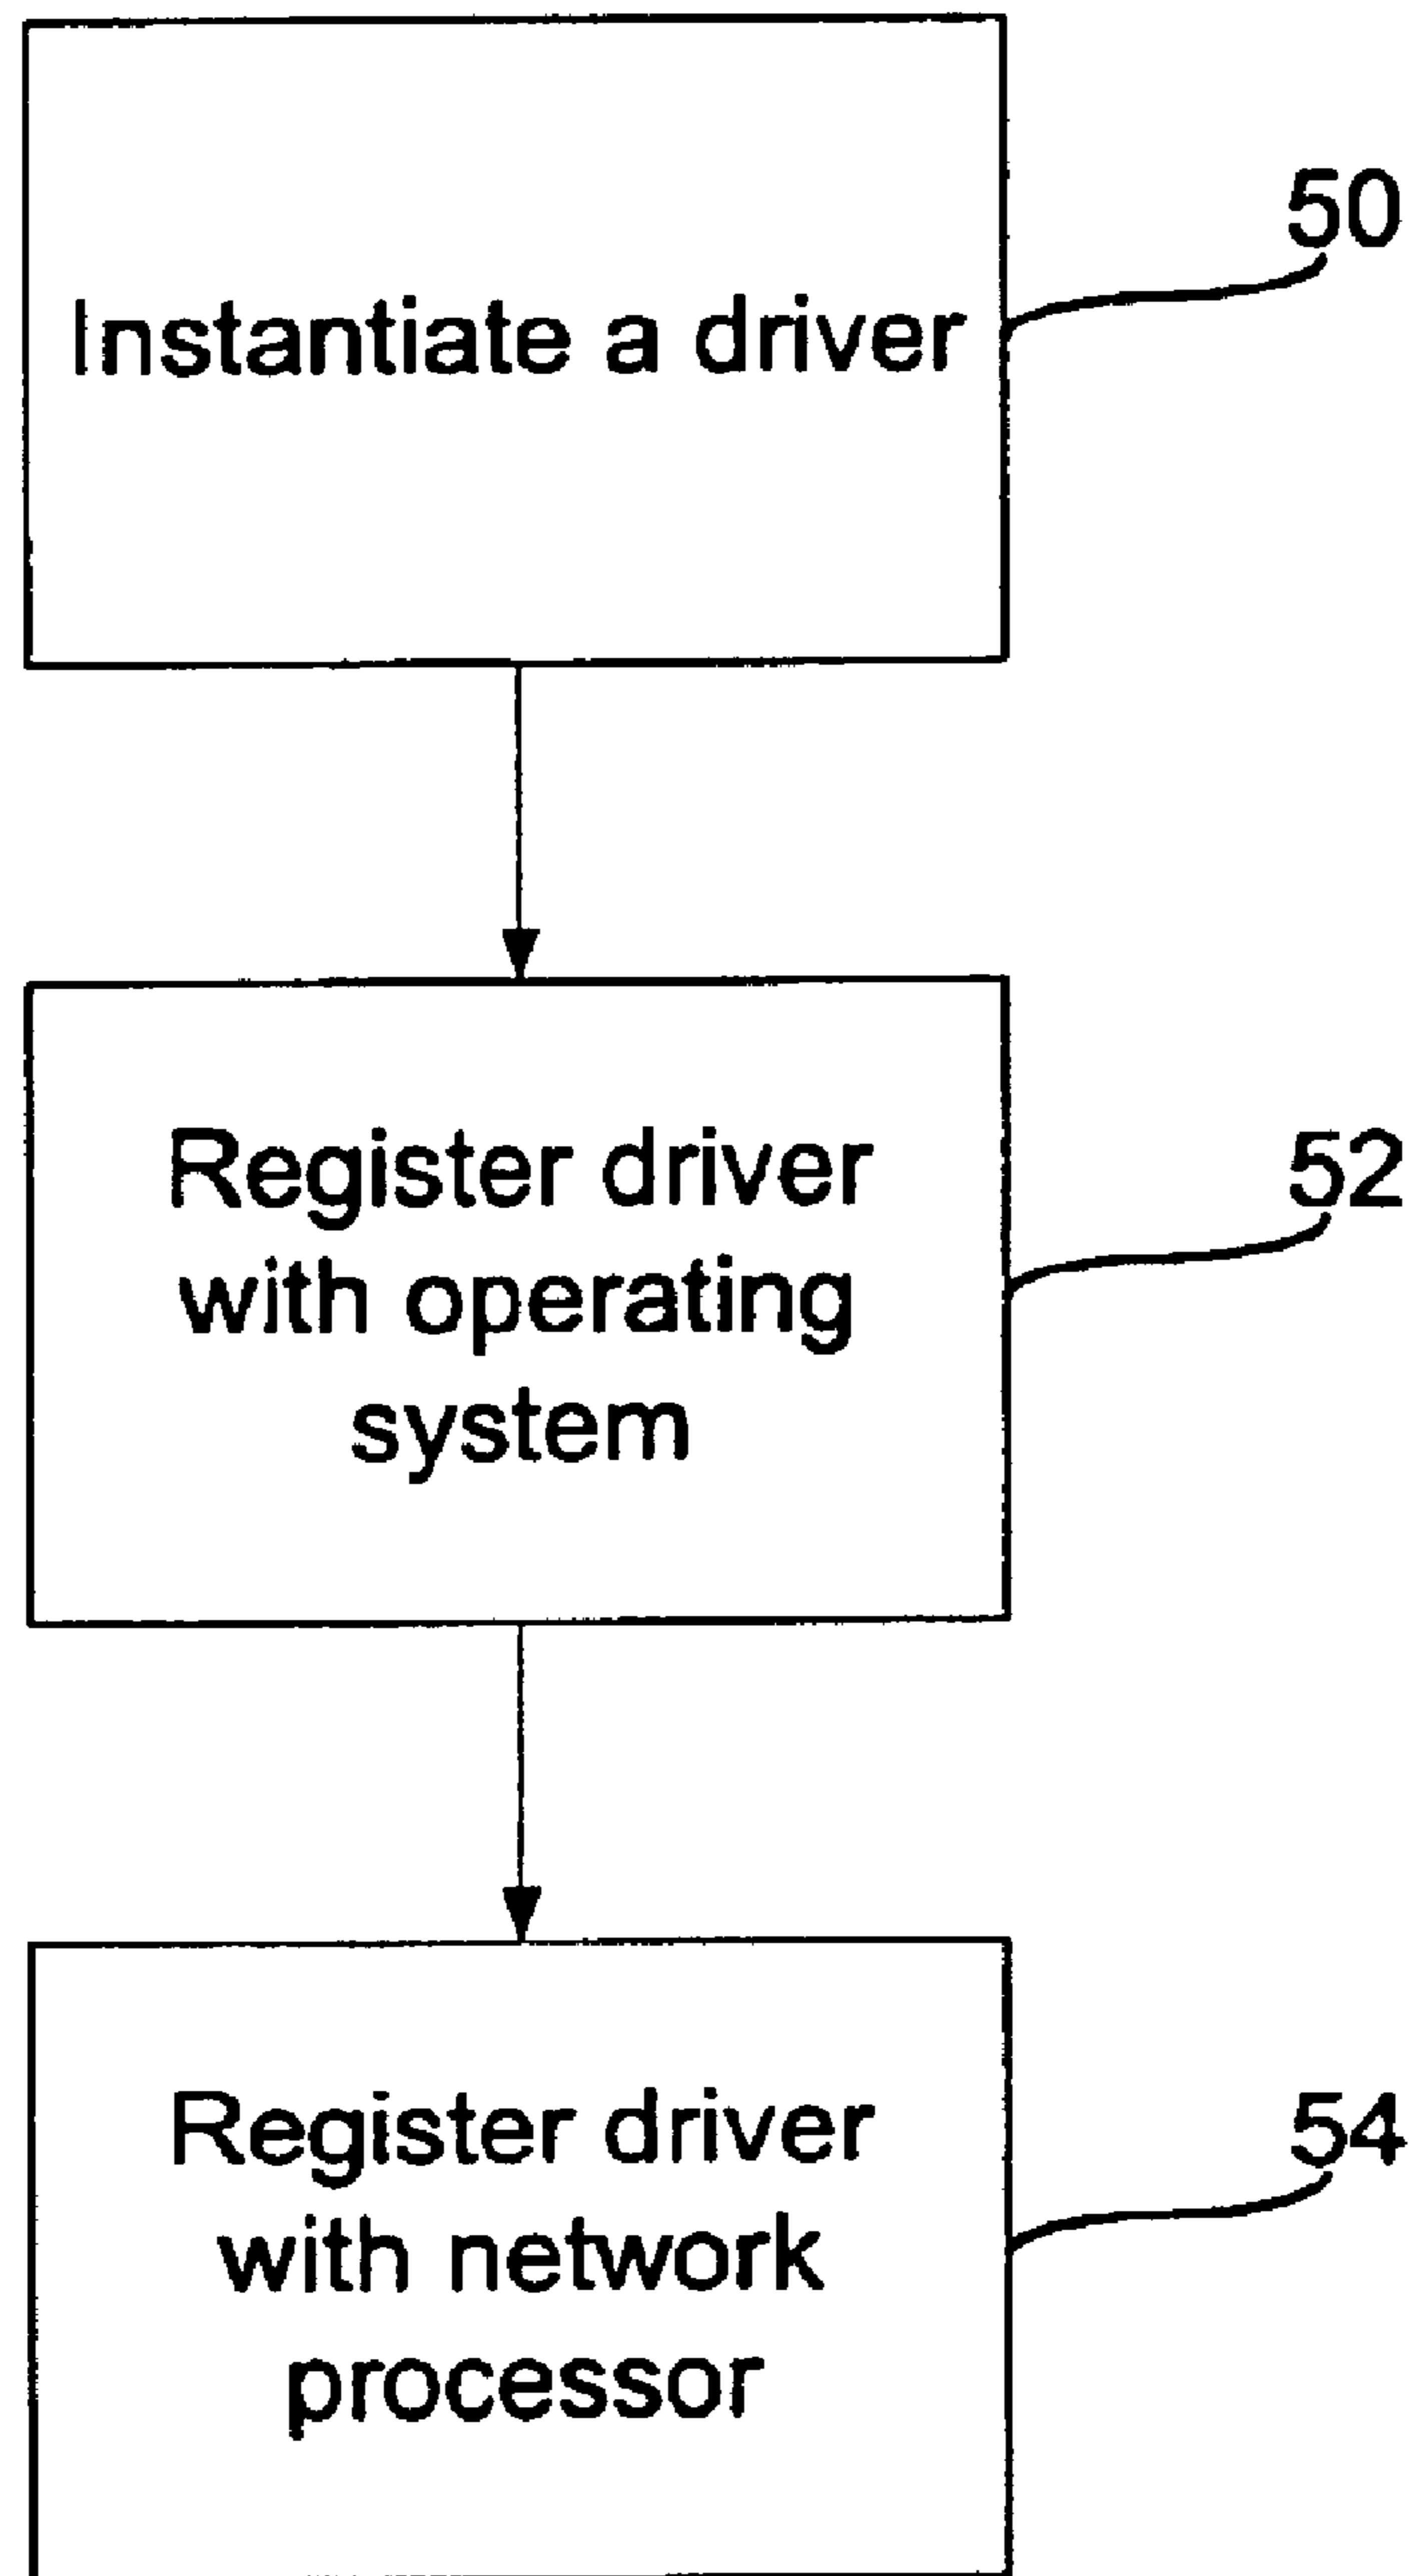 Instantiate a driver
50
Register driver
with operating
system
52
Register driver
with network
processor
54